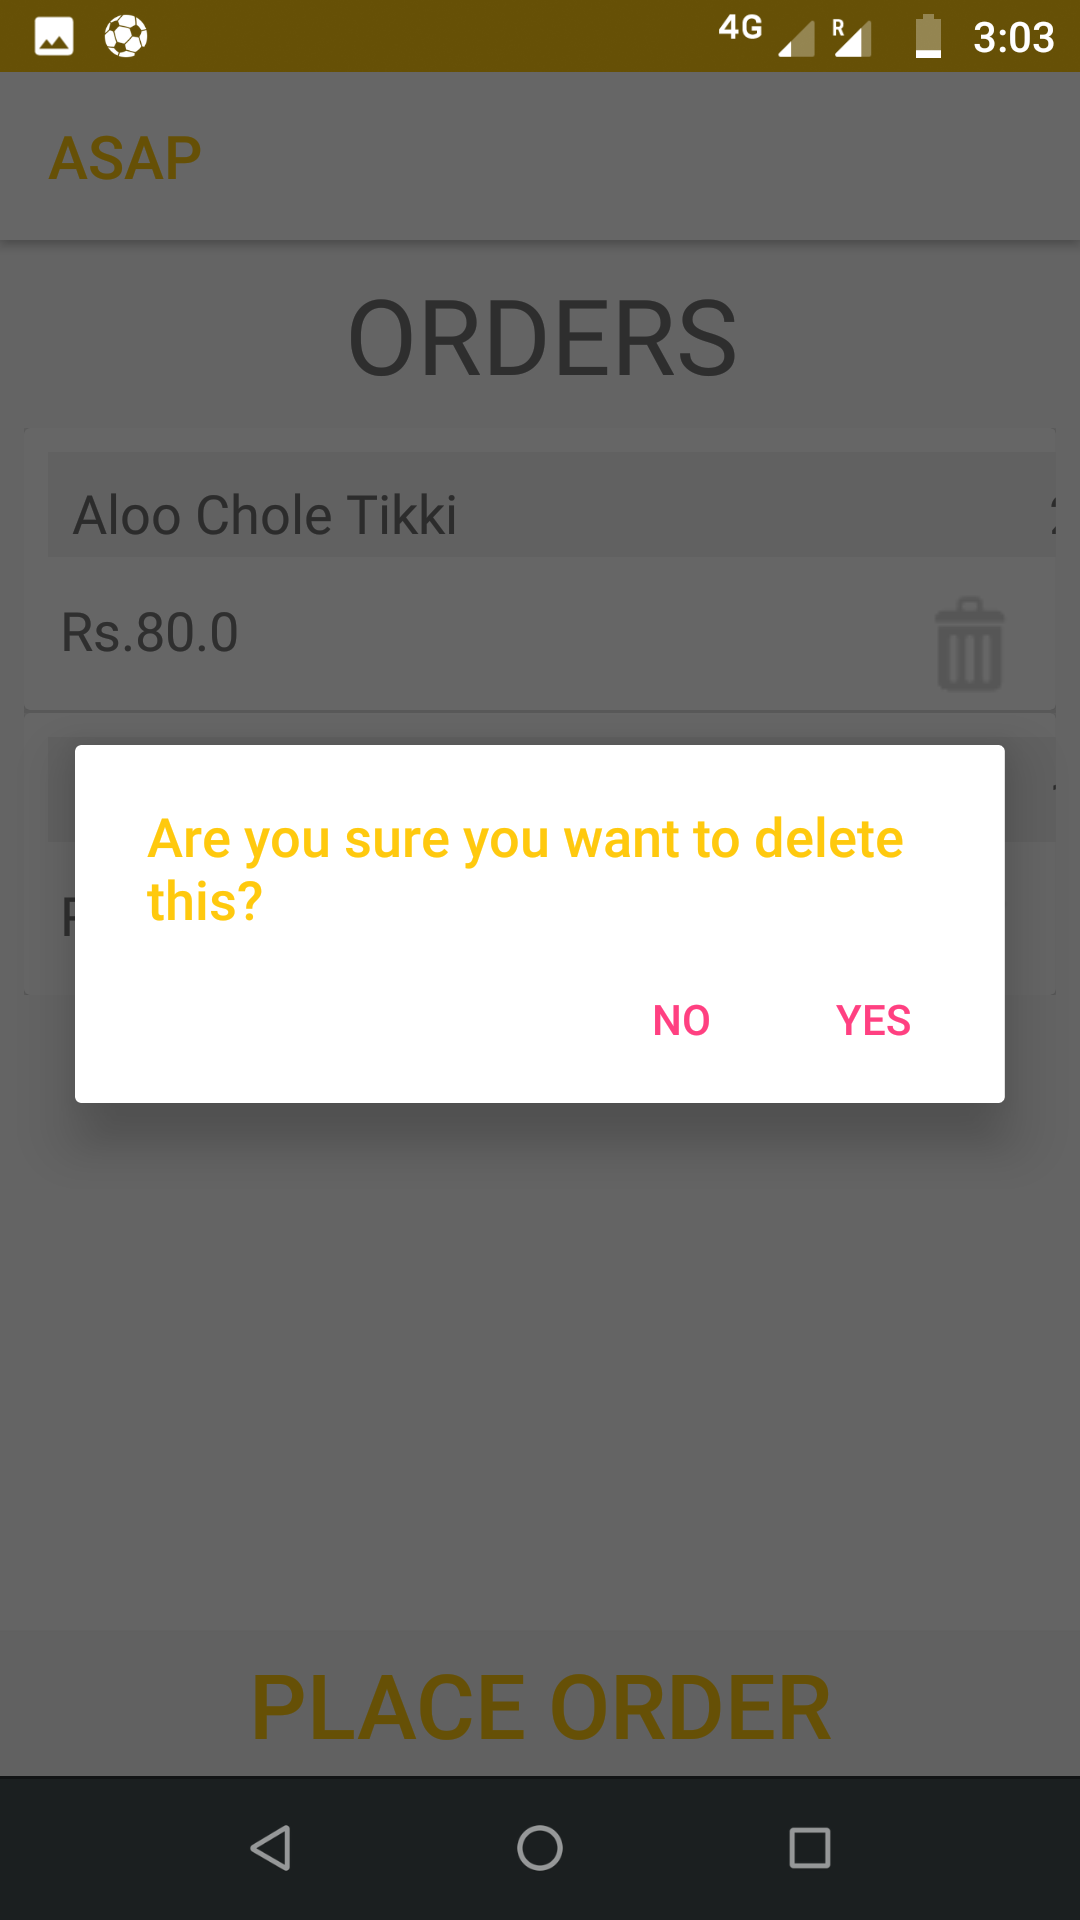 4G R 3:03
ASAP
ORDERS
Aloo Chole Tikki
Rs.80.0
Are you sure you want to delete
this?
NO YES
PLACE ORDER